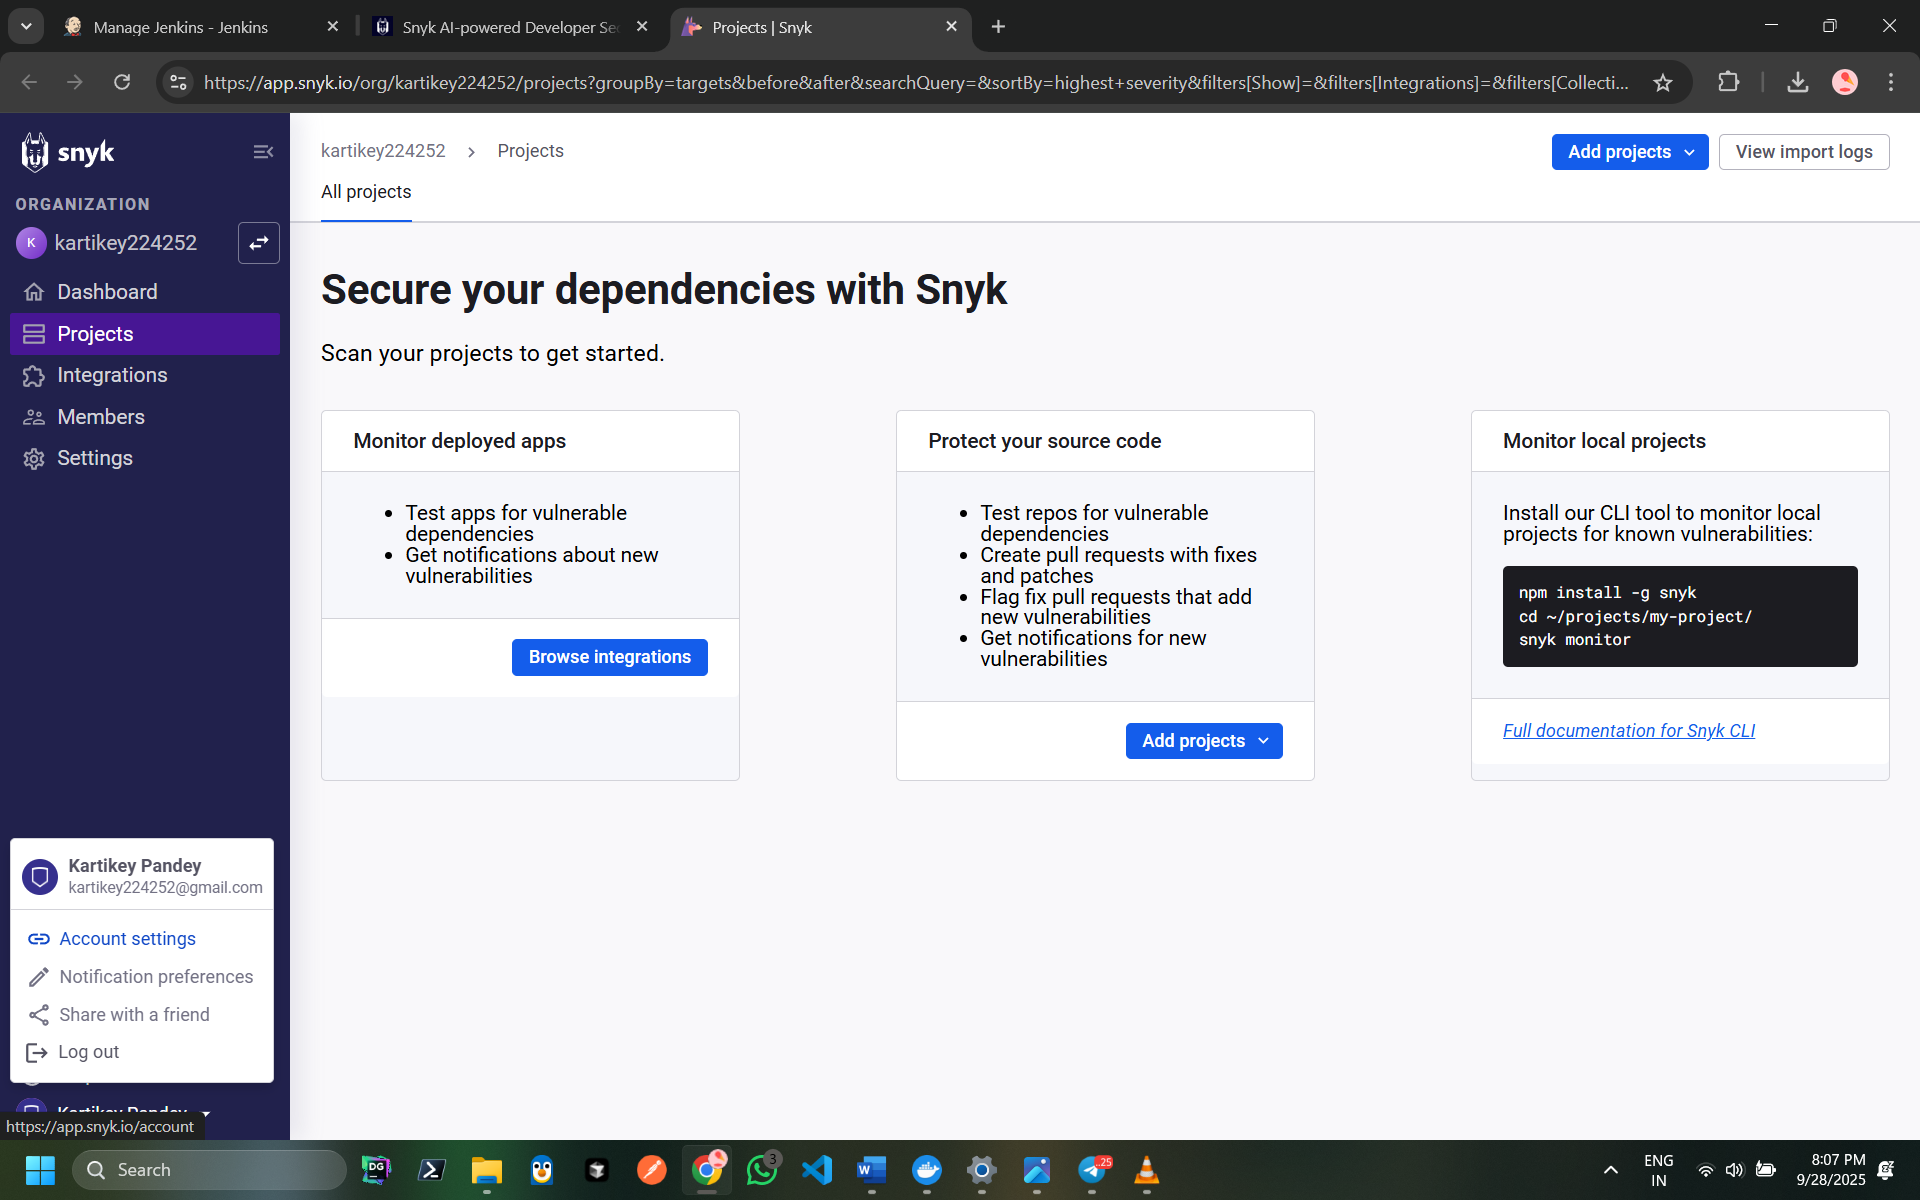 Manage Jenkins - Jenkins
Snyk AI-powered Developer Sec
Projects | Snyk
https://app.snyk.io/org/kartikey224252/projects?groupBy=targets&before&after&searchQuery=&sortBy=highest+severity&filters[Show]=&filters[Integrations]=&filters[Collecti...
snyk
ORGANIZATION
K
kartikey224252
Dashboard
Projects
Integrations
Members
Settings
kartikey224252 › Projects
Add projects
View import logs
All projects
Secure your dependencies with Snyk
Scan your projects to get started.
Monitor deployed apps
• Test apps for vulnerable
dependencies
• Get notifications about new
vulnerabilities
Browse integrations
Protect your source code
• Test repos for vulnerable
dependencies
• Create pull requests with fixes
and patches
• Flag fix pull requests that add
new vulnerabilities
• Get notifications for new
vulnerabilities
Add projects
Monitor local projects
Install our CLI tool to monitor local
projects for known vulnerabilities:
npm install -g snyk
cd ~/projects/my-project/
snyk monitor
Full documentation for Snyk CLI
Kartikey Pandey
kartikey224252@gmail.com
Account settings
Notification preferences
Share with a friend
Log out
Kartikey Pandey
https://app.snyk.io/account
Search
DG
3
W
.25
ENG
IN
8:07 PM
9/28/2025